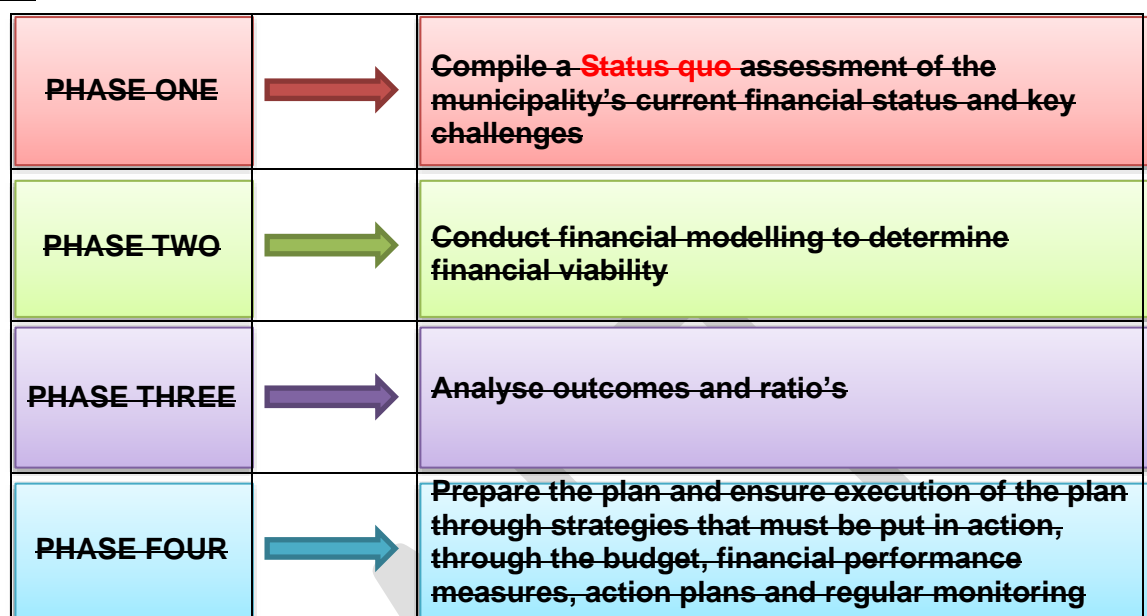 PHASE ONE
Compile a Status quo assessment of the
municipality’s current financial status and key
challenges
PHASE TWO
Conduct financial modelling to determine
financial viability
PHASE THREE
Analyse outcomes and ratio’s
PHASE FOUR
Prepare the plan and ensure execution of the plan
through strategies that must be put in action,
through the budget, financial performance
measures, action plans and regular monitoring